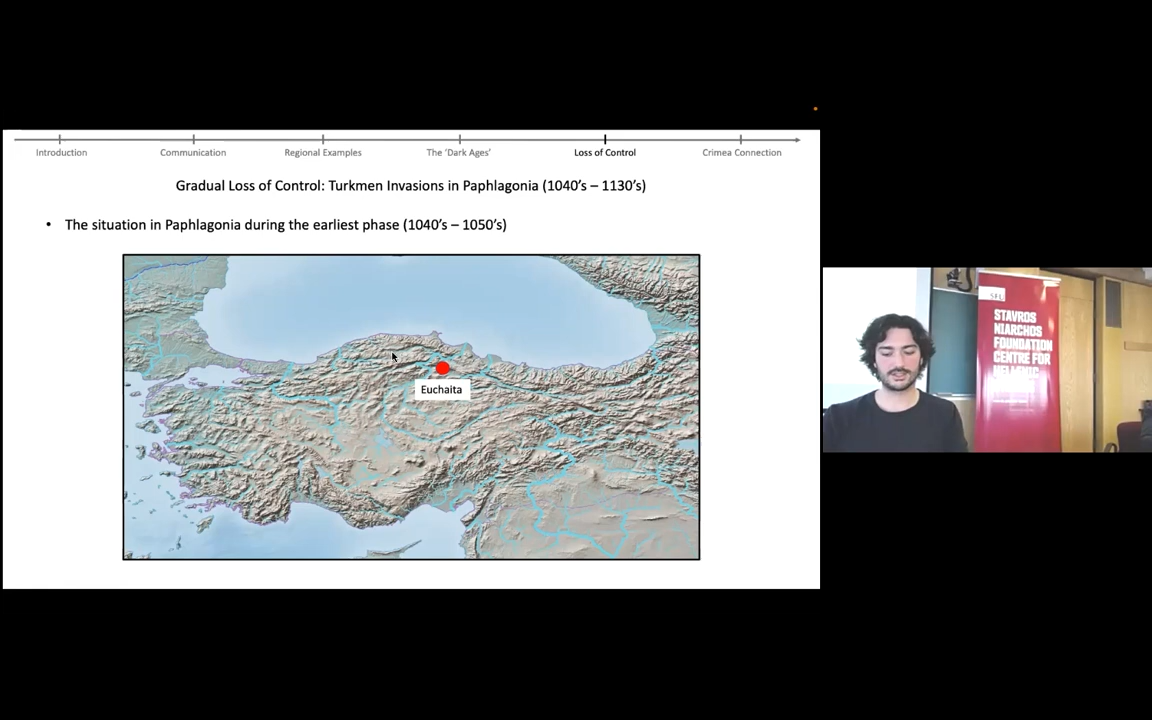 Introduction
Communication
Regional Examples
The 'Dark Ages'
Loss of Control
Crimea Connection
Gradual Loss of Control: Turkmen Invasions in Paphlagonia (1040's – 1130's)
• The situation in Paphlagonia during the earliest phase (1040's – 1050's)
Euchaita
SFU
STAVROS
NIARCHOS
FOUNDATION
CENTRE FOR
HELLENIC